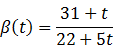 β(t) = (31 + t)/(22 + 5t)